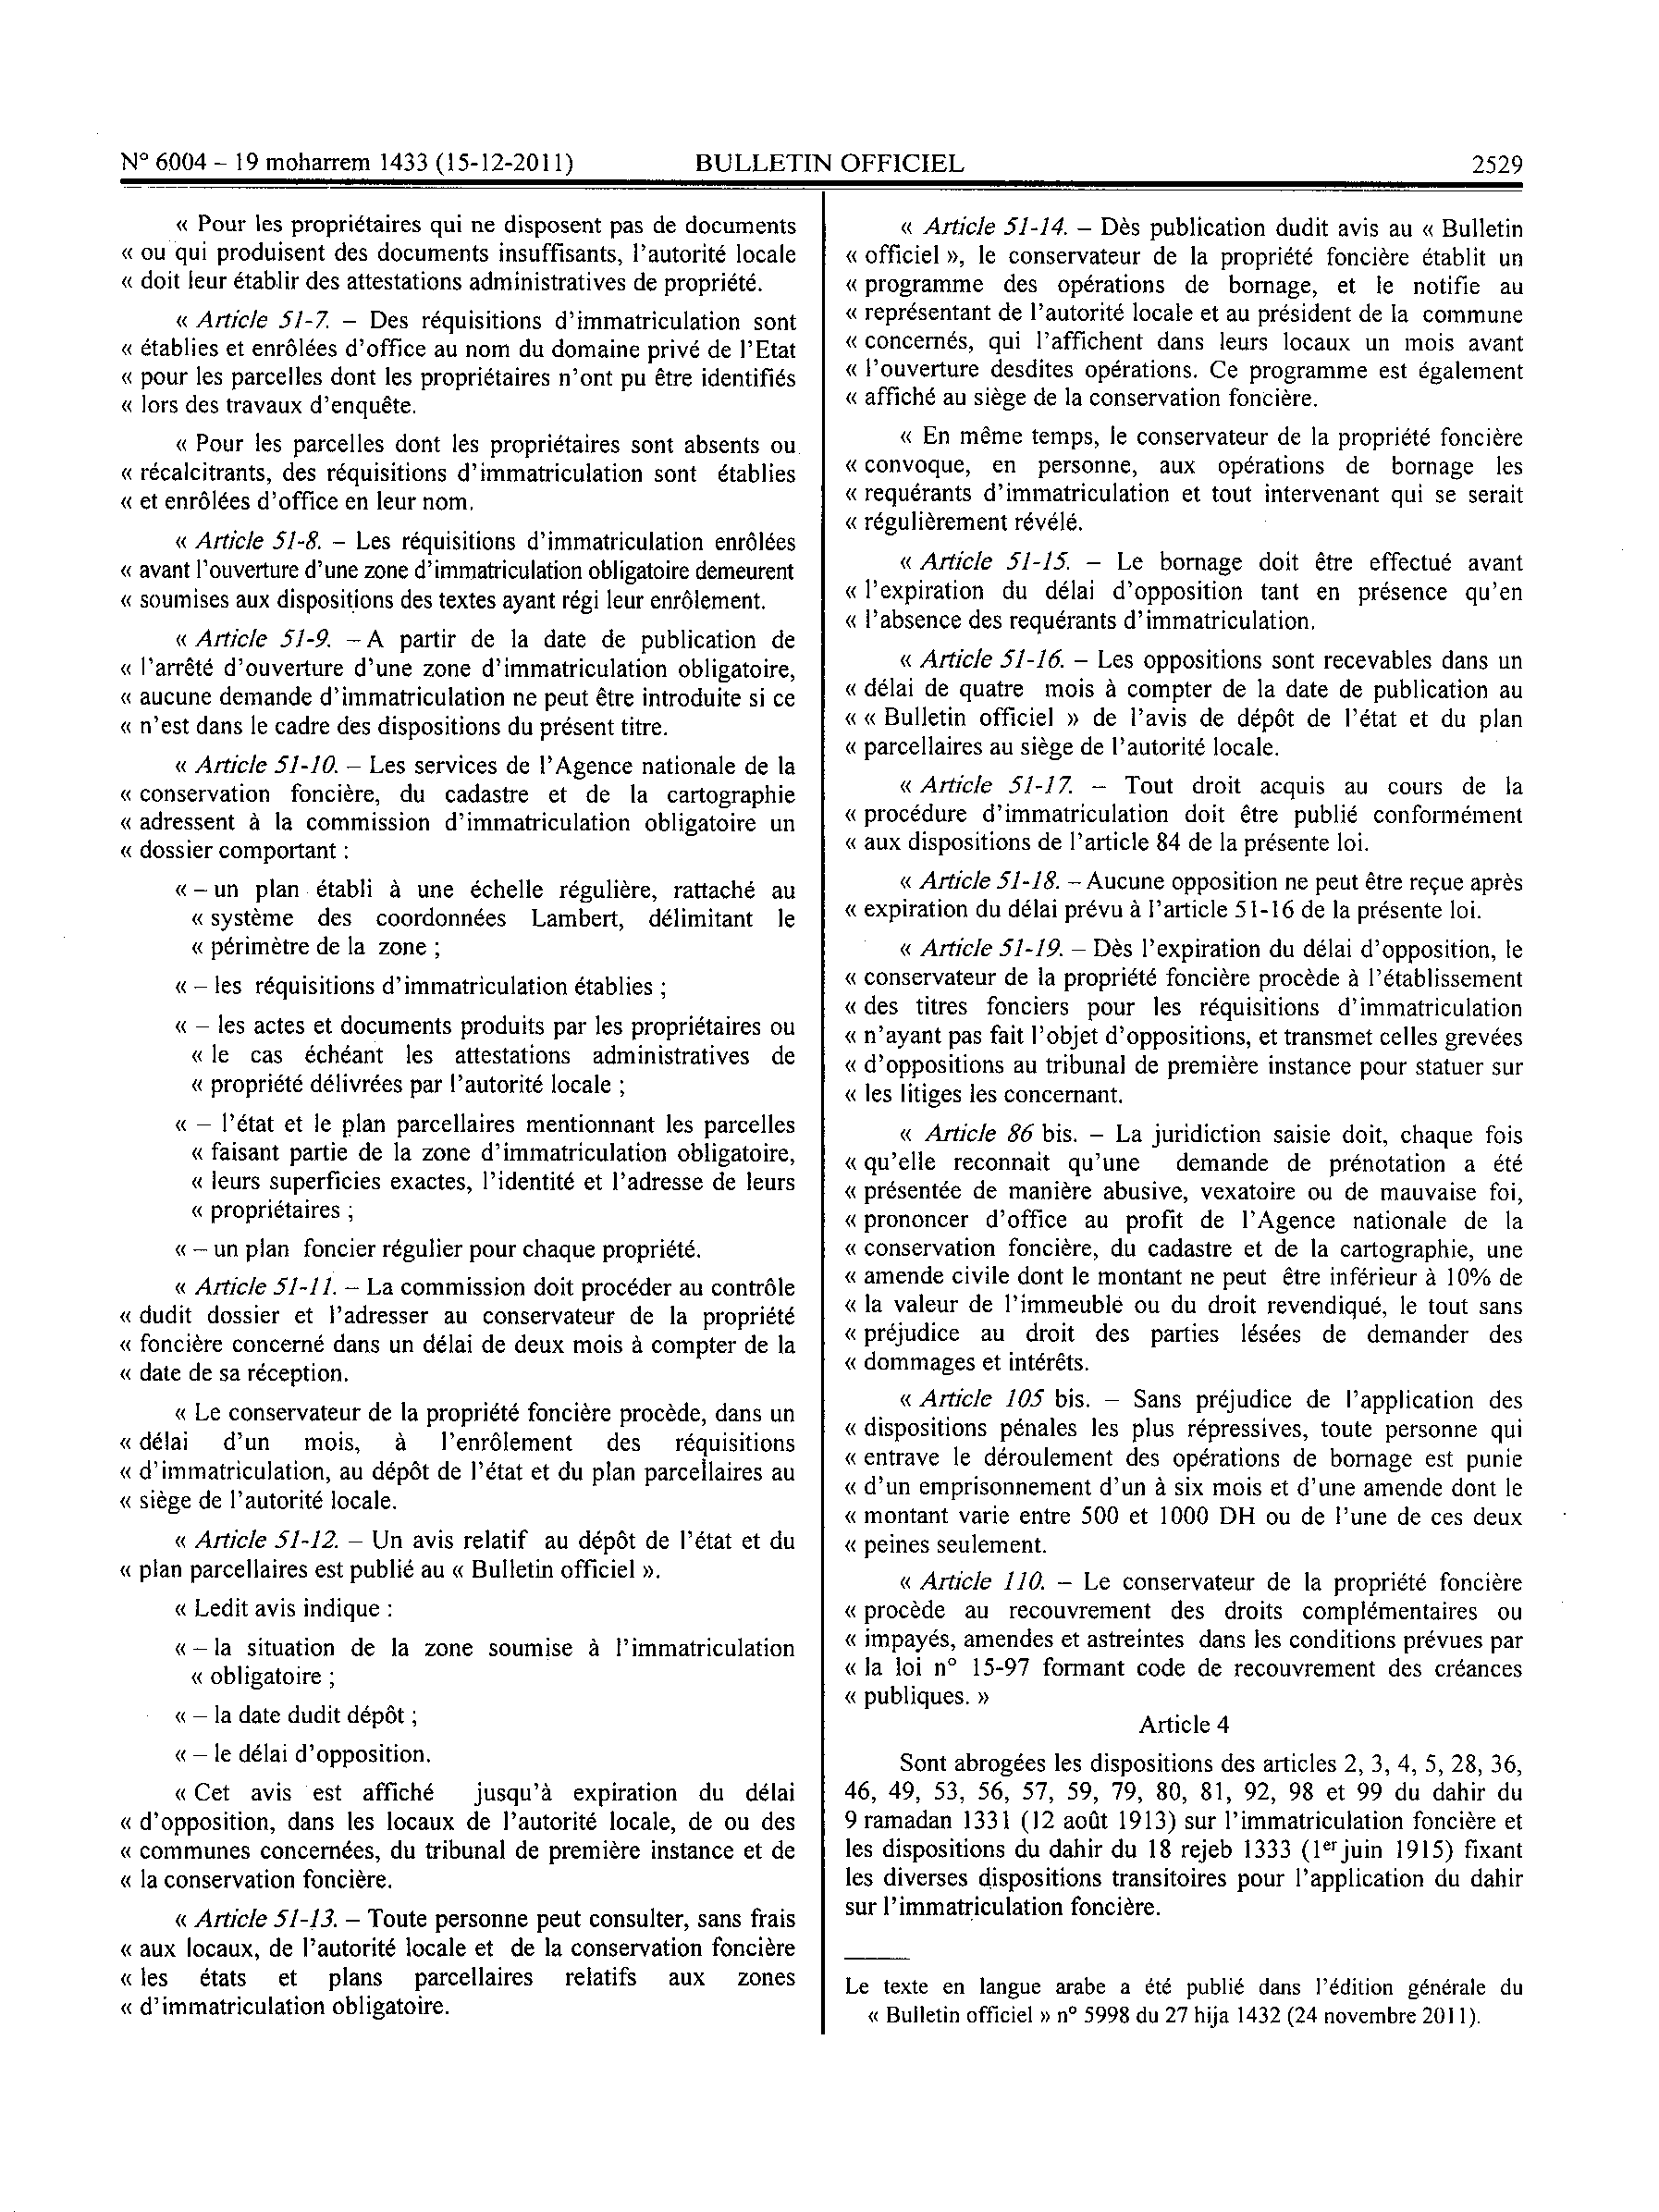 N° 6004 – 19 moharrem 1433 (15-12-2011)
BULLETIN OFFICIEL
2529
« Pour les propriétaires qui ne disposent pas de documents
« ou qui produisent des documents insuffisants, l'autorité locale
« doit leur établir des attestations administratives de propriété.
« Article 51-7. – Des réquisitions d'immatriculation sont
« établies et enrôlées d'office au nom du domaine privé de l'Etat
« pour les parcelles dont les propriétaires n'ont pu être identifiés
« lors des travaux d'enquête.
« Pour les parcelles dont les propriétaires sont absents ou
« récalcitrants, des réquisitions d'immatriculation sont établies
« et enrôlées d'office en leur nom.
« Article 51-8. – Les réquisitions d'immatriculation enrôlées
« avant l'ouverture d'une zone d'immatriculation obligatoire demeurent
« soumises aux dispositions des textes ayant régi leur enrôlement.
« Article 51-9. – A partir de la date de publication de
« l'arrêté d'ouverture d'une zone d'immatriculation obligatoire,
« aucune demande d'immatriculation ne peut être introduite si ce
« n'est dans le cadre des dispositions du présent titre.
« Article 51-10. – Les services de l'Agence nationale de la
« conservation foncière, du cadastre et de la cartographie
« adressent à la commission d'immatriculation obligatoire un
« dossier comportant :
« – un plan établi à une échelle régulière, rattaché au
« système des coordonnées Lambert, délimitant le
« périmètre de la zone ;
« – les réquisitions d'immatriculation établies ;
« – les actes et documents produits par les propriétaires ou
« le cas échéant les attestations administratives de
« propriété délivrées par l'autorité locale ;
« – l'état et le plan parcellaires mentionnant les parcelles
« faisant partie de la zone d'immatriculation obligatoire,
« leurs superficies exactes, l'identité et l'adresse de leurs
« propriétaires ;
« – un plan foncier régulier pour chaque propriété.
« Article 51-11. – La commission doit procéder au contrôle
« dudit dossier et l'adresser au conservateur de la propriété
« foncière concerné dans un délai de deux mois à compter de la
« date de sa réception.
« Le conservateur de la propriété foncière procède, dans un
« délai d'un mois, à l'enrôlement des réquisitions
« d'immatriculation, au dépôt de l'état et du plan parcellaires au
« siège de l'autorité locale.
« Article 51-12. – Un avis relatif au dépôt de l'état et du
« plan parcellaires est publié au « Bulletin officiel ».
« Ledit avis indique :
« – la situation de la zone soumise à l'immatriculation
« obligatoire ;
« – la date dudit dépôt ;
« – le délai d'opposition.
« Cet avis est affiché jusqu'à expiration du délai
« d'opposition, dans les locaux de l'autorité locale, de ou des
« communes concernées, du tribunal de première instance et de
« la conservation foncière.
« Article 51-13. – Toute personne peut consulter, sans frais
« aux locaux, de l'autorité locale et de la conservation foncière
« les états et plans parcellaires relatifs aux zones
« d'immatriculation obligatoire.
« Article 51-14. – Dès publication dudit avis au « Bulletin
« officiel », le conservateur de la propriété foncière établit un
« programme des opérations de bornage, et le notifie au
« représentant de l'autorité locale et au président de la commune
« concernés, qui l'affichent dans leurs locaux un mois avant
« l'ouverture desdites opérations. Ce programme est également
« affiché au siège de la conservation foncière.
« En même temps, le conservateur de la propriété foncière
« convoque, en personne, aux opérations de bornage les
« requérants d'immatriculation et tout intervenant qui se serait
« régulièrement révélé.
« Article 51-15. – Le bornage doit être effectué avant
« l'expiration du délai d'opposition tant en présence qu'en
« l'absence des requérants d'immatriculation.
« Article 51-16. – Les oppositions sont recevables dans un
« délai de quatre mois à compter de la date de publication au
« « Bulletin officiel » de l'avis de dépôt de l'état et du plan
« parcellaires au siège de l'autorité locale.
« Article 51-17. – Tout droit acquis au cours de la
« procédure d'immatriculation doit être publié conformément
« aux dispositions de l'article 84 de la présente loi.
« Article 51-18. – Aucune opposition ne peut être reçue après
« expiration du délai prévu à l'article 51-16 de la présente loi.
« Article 51-19. – Dès l'expiration du délai d'opposition, le
« conservateur de la propriété foncière procède à l'établissement
« des titres fonciers pour les réquisitions d'immatriculation
« n'ayant pas fait l'objet d'oppositions, et transmet celles grevées
« d'oppositions au tribunal de première instance pour statuer sur
« les litiges les concernant.
« Article 86 bis. – La juridiction saisie doit, chaque fois
« qu'elle reconnait qu'une demande de prénotation a été
« présentée de manière abusive, vexatoire ou de mauvaise foi,
« prononcer d'office au profit de l'Agence nationale de la
« conservation foncière, du cadastre et de la cartographie, une
« amende civile dont le montant ne peut être inférieur à 10% de
« la valeur de l'immeuble ou du droit revendiqué, le tout sans
« préjudice au droit des parties lésées de demander des
« dommages et intérêts.
« Article 105 bis. – Sans préjudice de l'application des
« dispositions pénales les plus répressives, toute personne qui
« entrave le déroulement des opérations de bornage est punie
« d'un emprisonnement d'un à six mois et d'une amende dont le
« montant varie entre 500 et 1000 DH ou de l'une de ces deux
« peines seulement.
« Article 110. – Le conservateur de la propriété foncière
« procède au recouvrement des droits complémentaires ou
« impayés, amendes et astreintes dans les conditions prévues par
« la loi n° 15-97 formant code de recouvrement des créances
« publiques. »
Article 4
Sont abrogées les dispositions des articles 2, 3, 4, 5, 28, 36,
46, 49, 53, 56, 57, 59, 79, 80, 81, 92, 98 et 99 du dahir du
9 ramadan 1331 (12 août 1913) sur l'immatriculation foncière et
les dispositions du dahir du 18 rejeb 1333 (1er juin 1915) fixant
les diverses dispositions transitoires pour l'application du dahir
sur l'immatriculation foncière.
Le texte en langue arabe a été publié dans l'édition générale du
« Bulletin officiel » n° 5998 du 27 hija 1432 (24 novembre 2011).